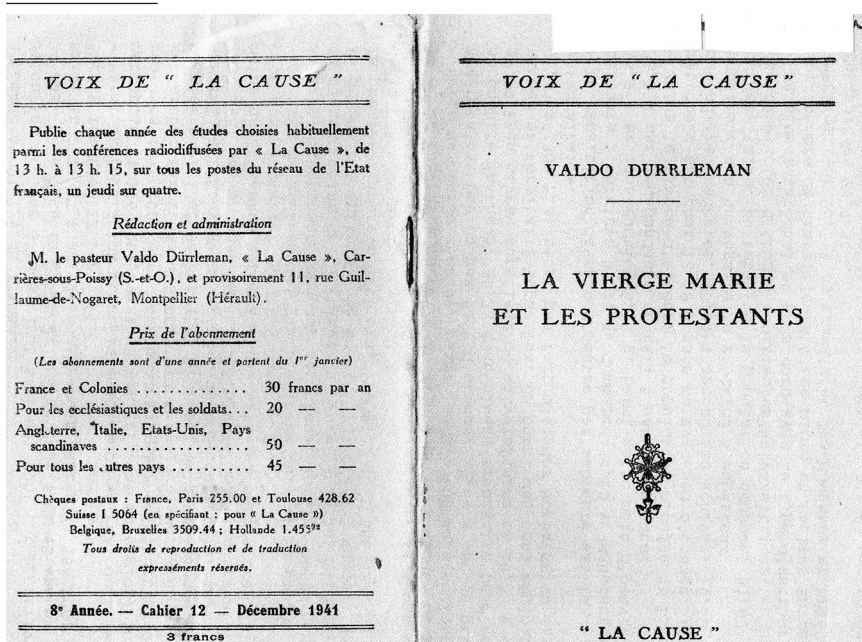 VOIX DE “ LA CAUSE ”
Publie chaque année des études choisies habituellement
parmi les conférences radiodiffusées par « La Cause », de
13 h. à 13 h. 15, sur tous les postes du réseau de l'Etat
français, un jeudi sur quatre.
Rédaction et administration
M. le pasteur Valdo Dürrleman, « La Cause », Car-
rières-sous-Poissy (S.-et-O.), et provisoirement 11, rue Guil-
laume-de-Nogaret, Montpellier (Hérault).
Prix de l'abonnement
(Les abonnements sont d'une année et partent du 1er janvier)
France et Colonies .............. 30 francs par an
Pour les ecclésiastiques et les soldats... 20 — —
Angleterre, Italie, Etats-Unis, Pays
scandinaves .................. 50 — —
Pour tous les autres pays .......... 45 — —
Chèques postaux : France, Paris 255.00 et Toulouse 428.62
Suisse I 5064 (en spécifiant : pour « La Cause »)
Belgique, Bruxelles 3509.44 ; Hollande 1.455⁹²
Tous droits de reproduction et de traduction
expressément réservés.
8e Année. — Cahier 12 — Décembre 1941
3 francs
VOIX DE “ LA CAUSE ”
VALDO DURRLEMAN
LA VIERGE MARIE
ET LES PROTESTANTS
“ LA CAUSE ”